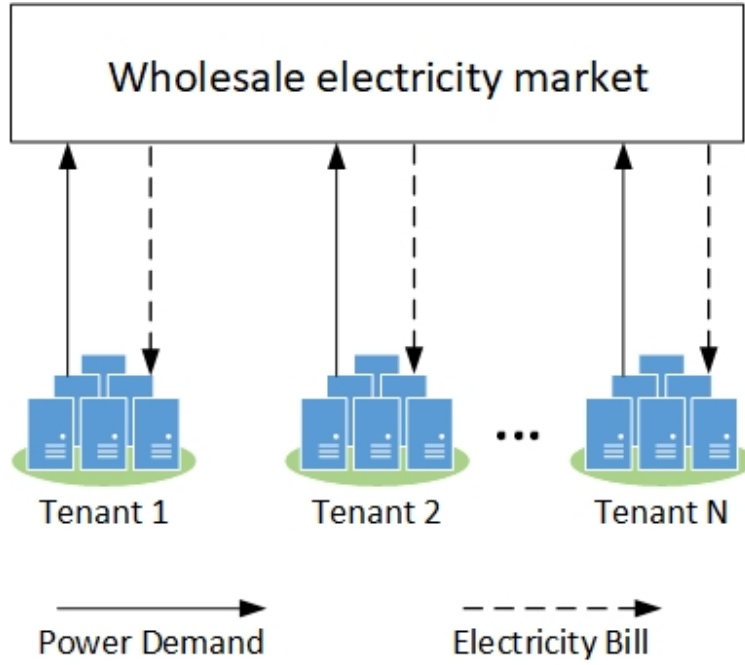 Wholesale electricity market
Tenant 1
Tenant 2
...
Tenant N
Power Demand
Electricity Bill